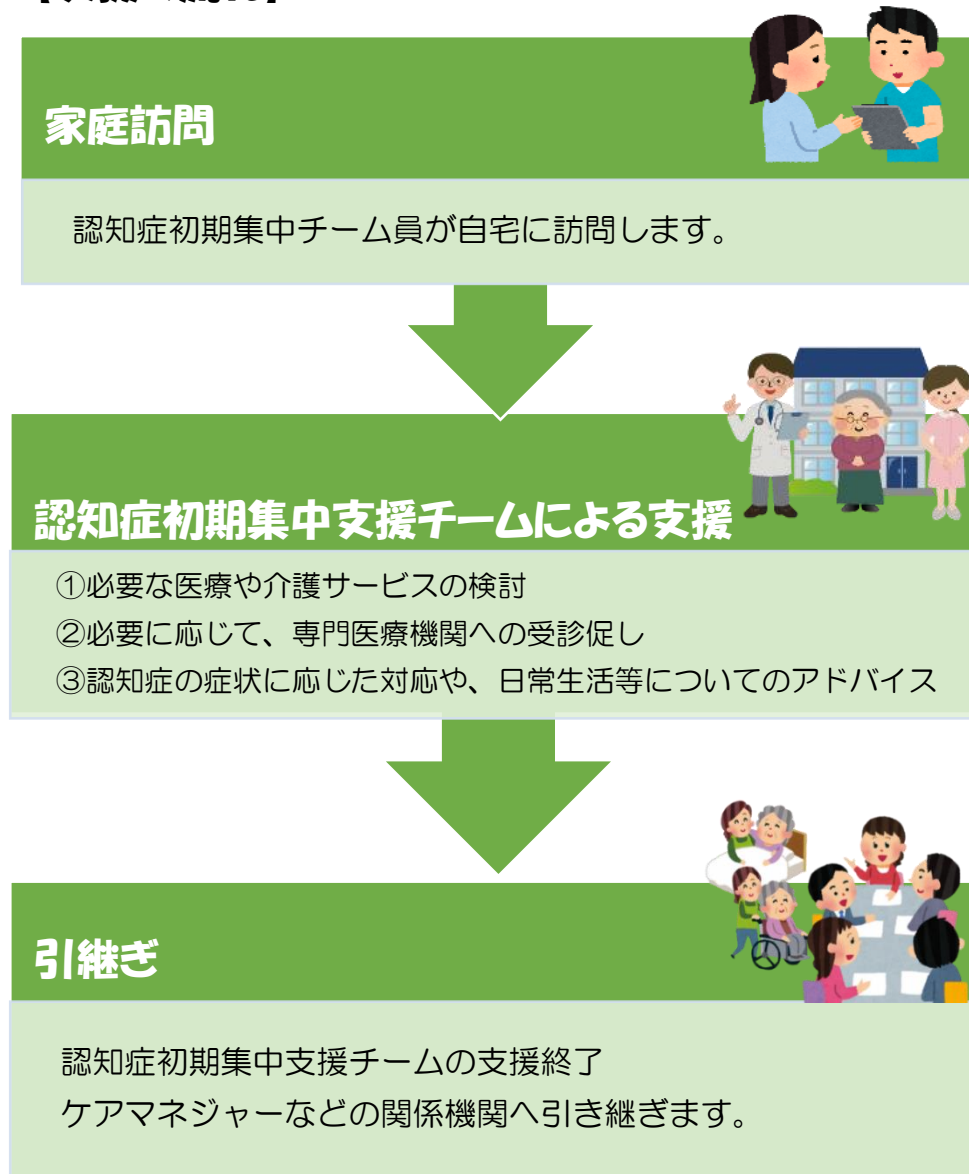 家庭訪問
認知症初期集中チーム員が自宅に訪問します。
認知症初期集中支援チームによる支援
①必要な医療や介護サービスの検討
②必要に応じて、専門医療機関への受診促し
③認知症の症状に応じた対応や、日常生活等についてのアドバイス
引継ぎ
認知症初期集中支援チームの支援終了
ケアマネジャーなどの関係機関へ引き継ぎます。